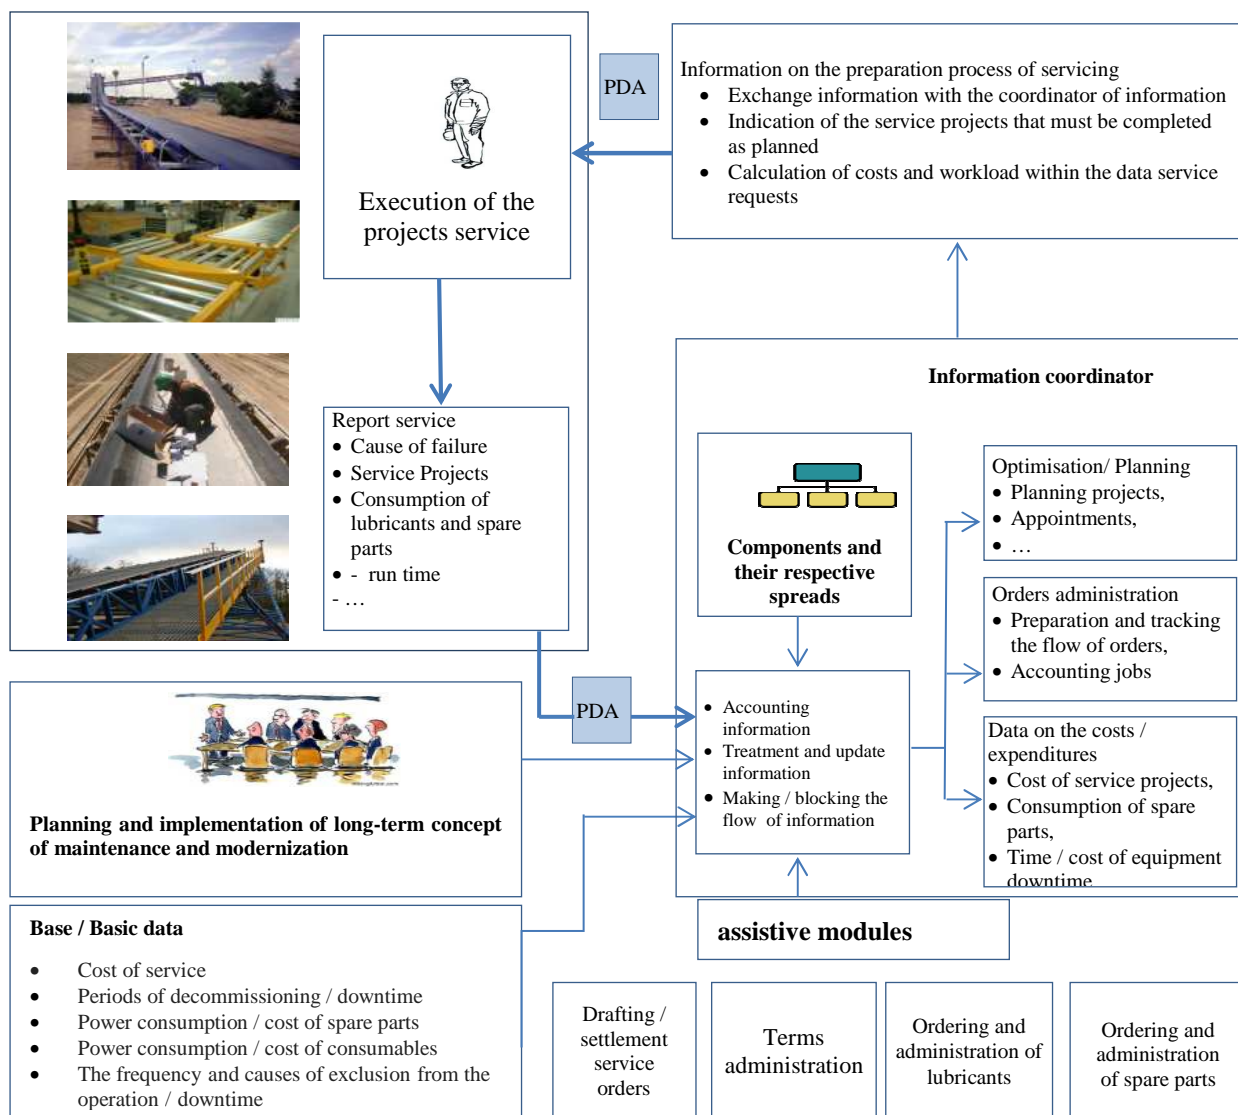 PDA
Information on the preparation process of servicing
• Exchange information with the coordinator of information
• Indication of the service projects that must be completed
as planned
• Calculation of costs and workload within the data service
requests
Execution of the
projects service
Report service
• Cause of failure
• Service Projects
• Consumption of
lubricants and spare
parts
• - run time
- …
Information coordinator
Components and
their respective
spreads
Optimisation/ Planning
• Planning projects,
• Appointments,
• …
Orders administration
• Preparation and tracking
the flow of orders,
• Accounting jobs
PDA
• Accounting
information
• Treatment and update
information
• Making / blocking the
flow of information
Data on the costs /
expenditures
• Cost of service projects,
• Consumption of spare
parts,
• Time / cost of equipment
downtime
Planning and implementation of long-term concept
of maintenance and modernization
Base / Basic data
• Cost of service
• Periods of decommissioning / downtime
• Power consumption / cost of spare parts
• Power consumption / cost of consumables
• The frequency and causes of exclusion from the
operation / downtime
assistive modules
Drafting /
settlement
service
orders
Terms
administration
Ordering and
administration of
lubricants
Ordering and
administration
of spare parts